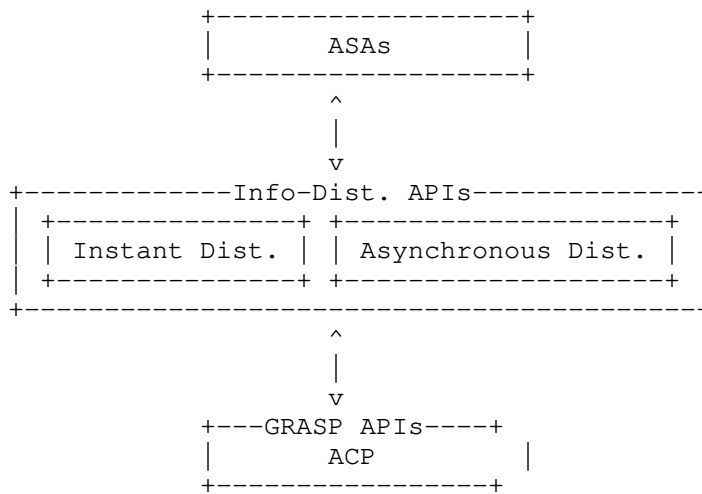 ASAs
Info-Dist. APIs
Instant Dist. Asynchronous Dist.
GRASP APIs
ACP